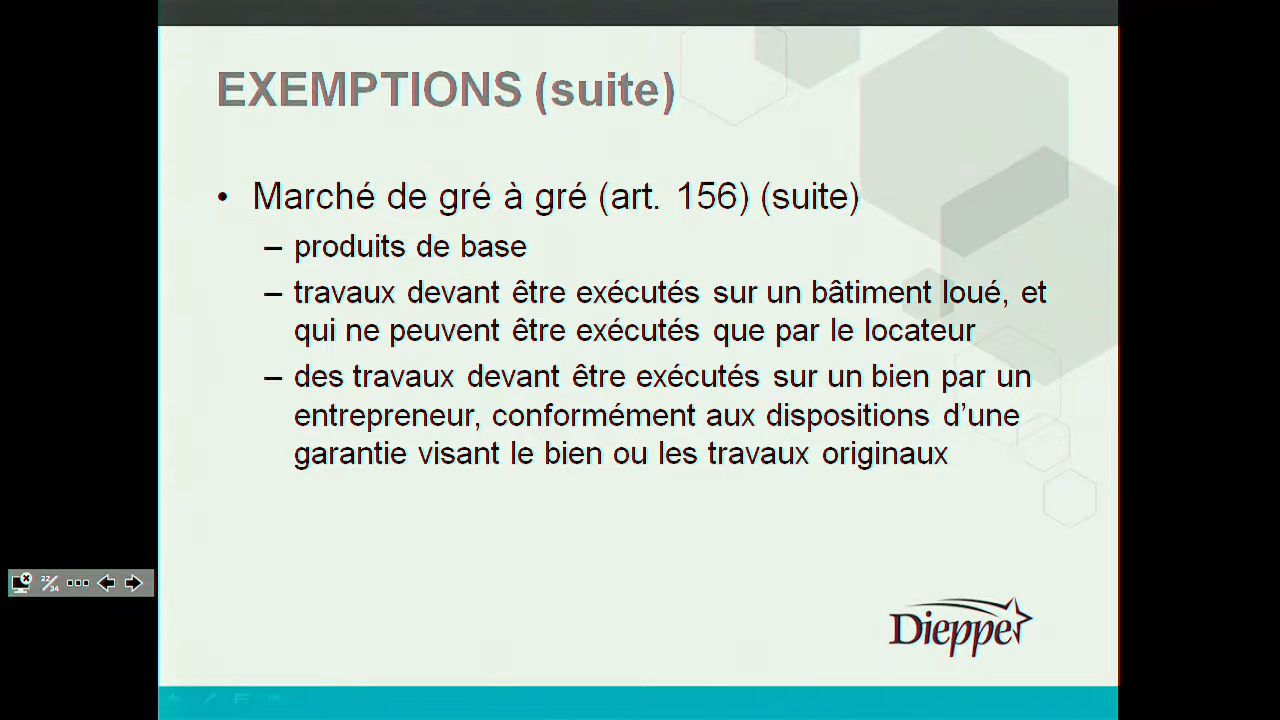 EXEMPTIONS (suite)
• Marché de gré à gré (art. 156) (suite)
– produits de base
– travaux devant être exécutés sur un bâtiment loué, et
qui ne peuvent être exécutés que par le locateur
– des travaux devant être exécutés sur un bien par un
entrepreneur, conformément aux dispositions d’une
garantie visant le bien ou les travaux originaux
22/34
Dieppe